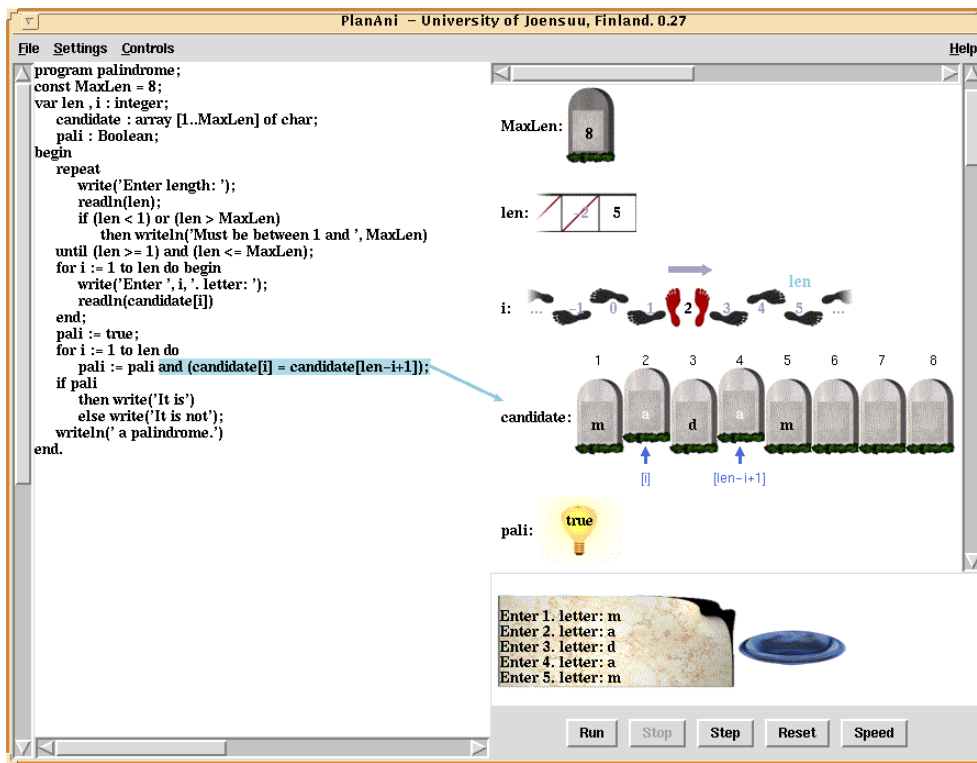 PlanAni – University of Joensuu, Finland. 0.27
File Settings Controls Help
program palindrome;
const MaxLen = 8;
var len , i : integer;
candidate : array [1..MaxLen] of char;
pali : Boolean;
begin
repeat
write('Enter length: ');
readln(len);
if (len < 1) or (len > MaxLen)
then writeln('Must be between 1 and ', MaxLen)
until (len >= 1) and (len <= MaxLen);
for i := 1 to len do begin
write('Enter ', i, '. letter: ');
readln(candidate[i])
end;
pali := true;
for i := 1 to len do
pali := pali and (candidate[i] = candidate[len-i+1]);
if pali
then write('It is')
else write('It is not');
writeln(' a palindrome.')
end.
MaxLen: 8
len: -2 5
len
i: ... -1 0 1 2 3 4 5 ...
1 2 3 4 5 6 7 8
candidate: m a d a m
[i] [len-i+1]
pali: true
Enter 1. letter: m
Enter 2. letter: a
Enter 3. letter: d
Enter 4. letter: a
Enter 5. letter: m
Run Stop Step Reset Speed